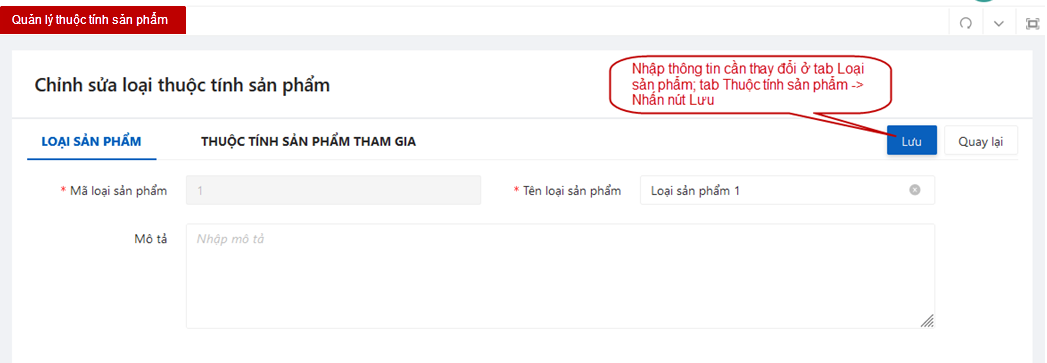 Quản lý thuộc tính sản phẩm
Chỉnh sửa loại thuộc tính sản phẩm
Nhập thông tin cần thay đổi ở tab Loại
sản phẩm; tab Thuộc tính sản phẩm ->
Nhấn nút Lưu
LOẠI SẢN PHẨM
THUỘC TÍNH SẢN PHẨM THAM GIA
Lưu
Quay lại
* Mã loại sản phẩm
1
* Tên loại sản phẩm
Loại sản phẩm 1
Mô tả
Nhập mô tả